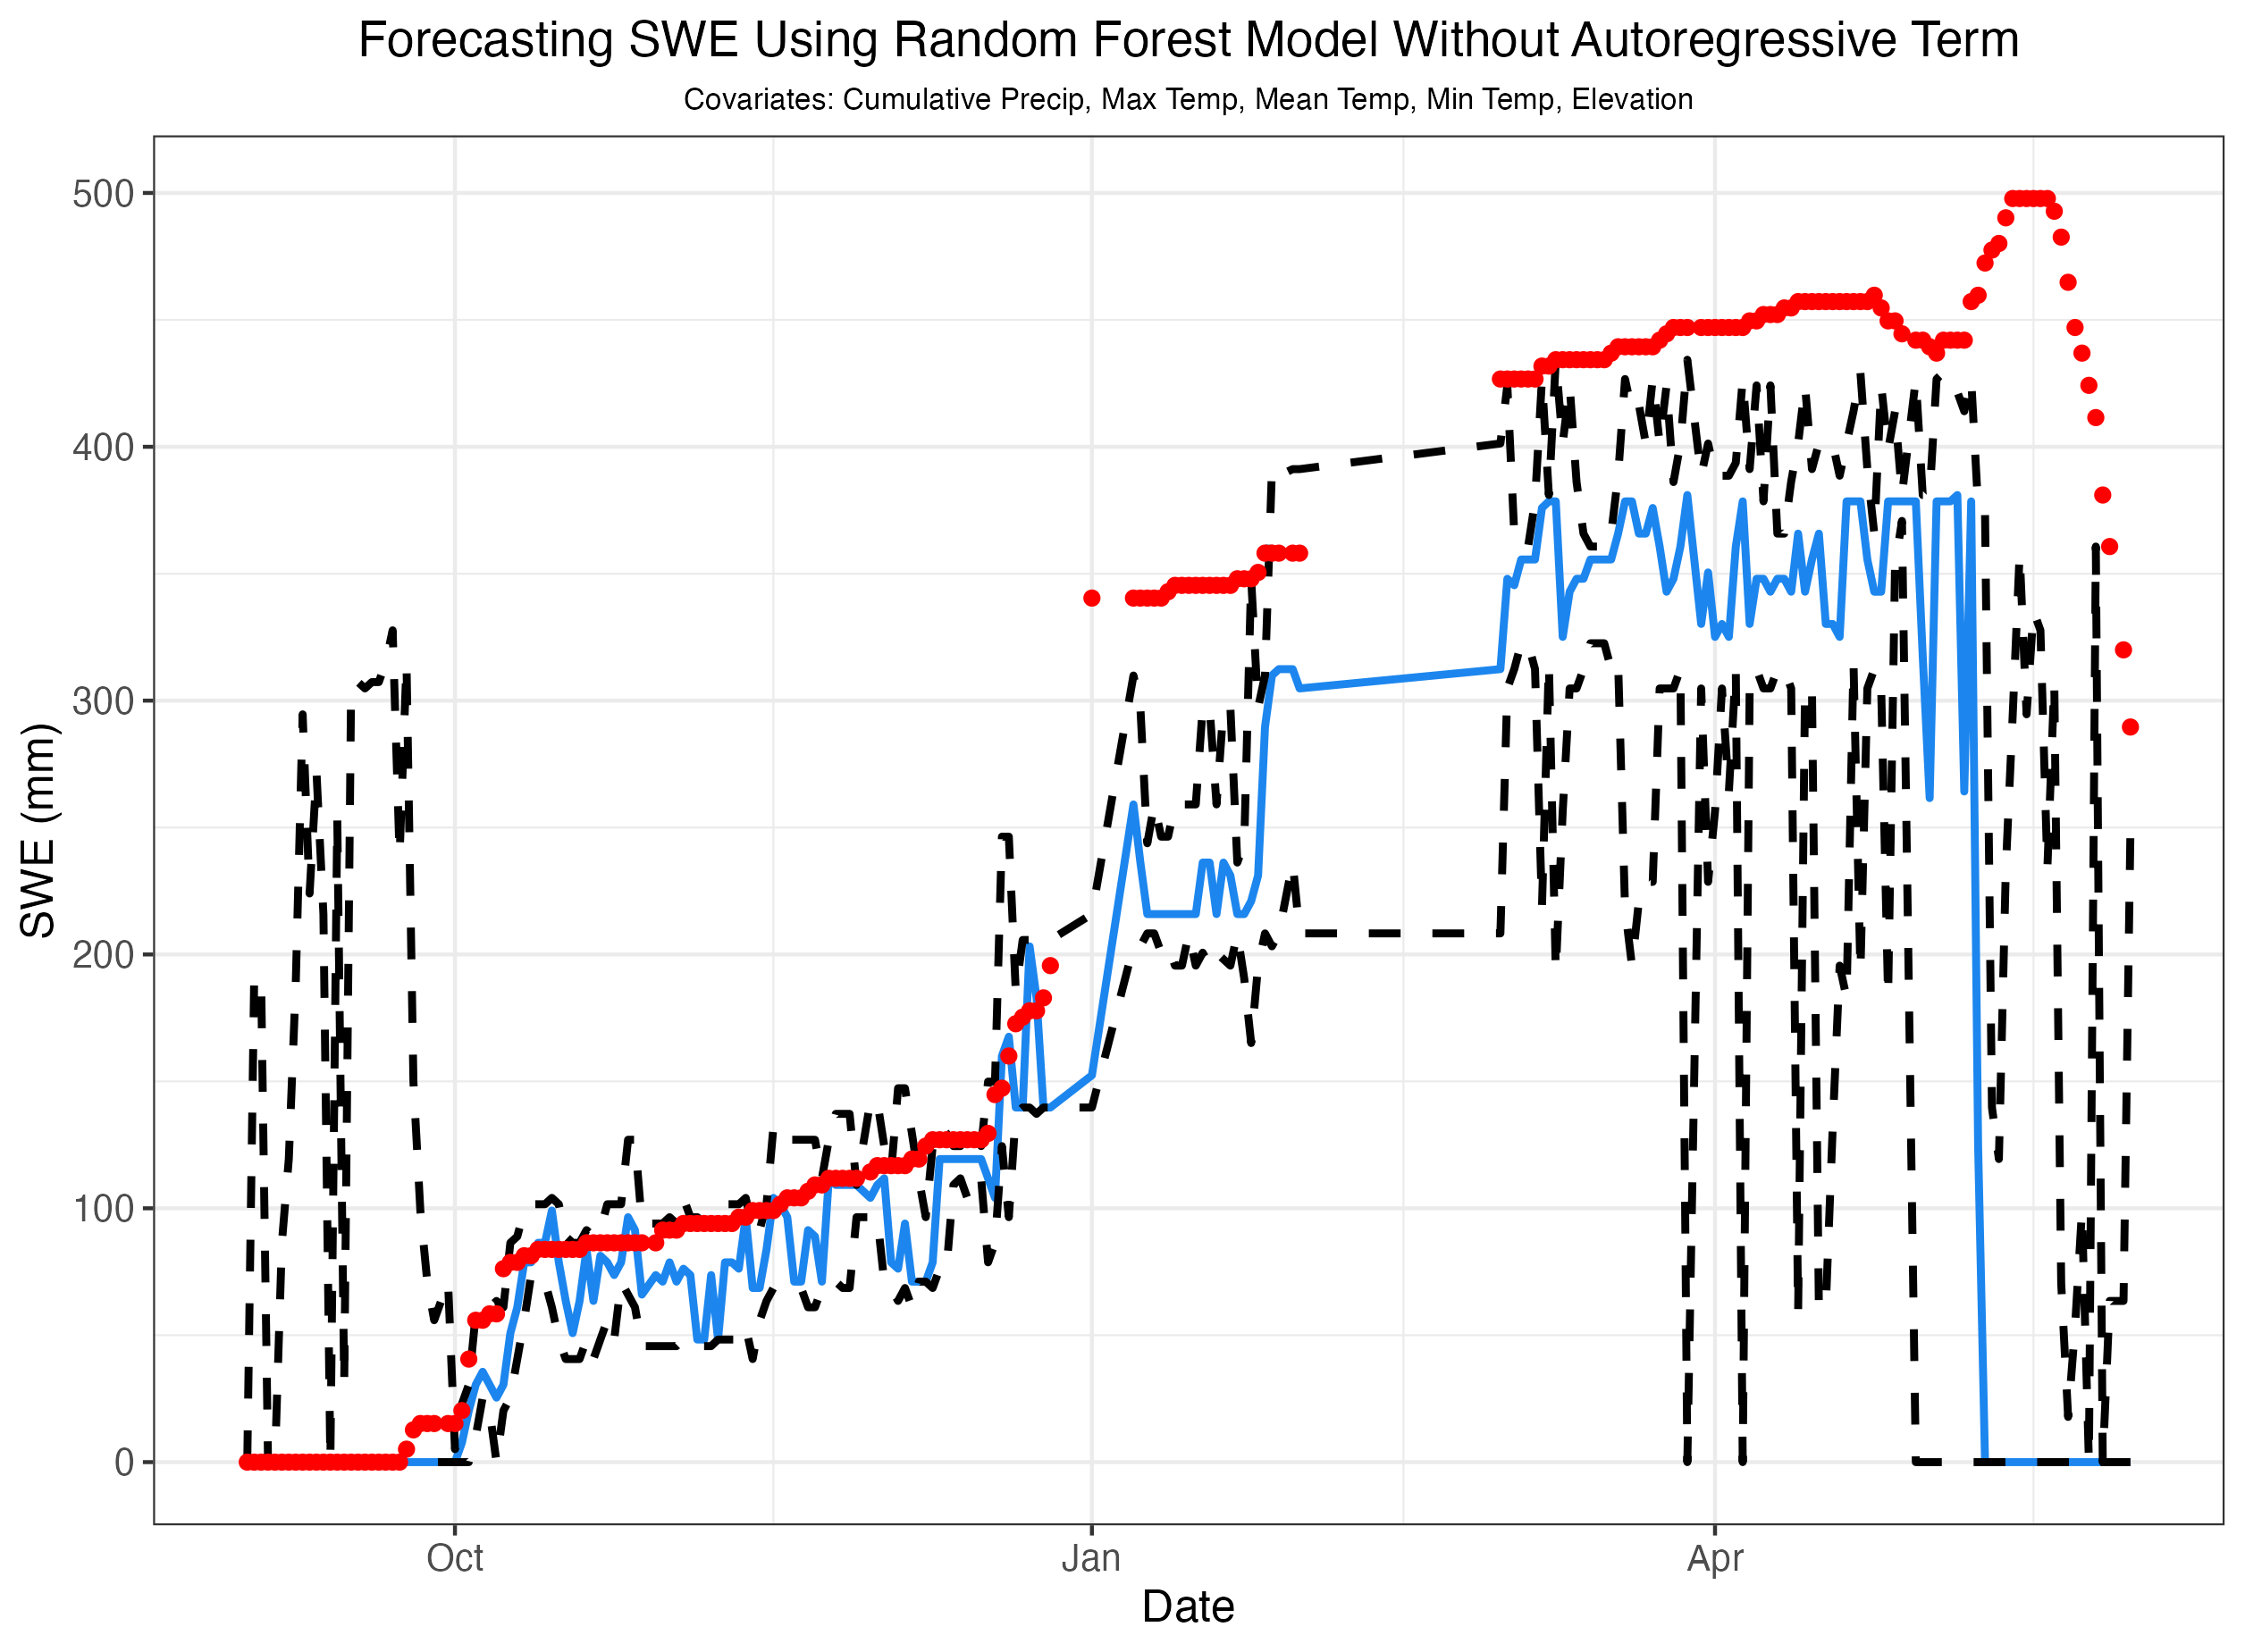 Forecasting SWE Using Random Forest Model Without Autoregressive Term
Covariates: Cumulative Precip, Max Temp, Mean Temp, Min Temp, Elevation
SWE (mm)
500
400
300
200
100
0
Oct
Jan
Apr
Date